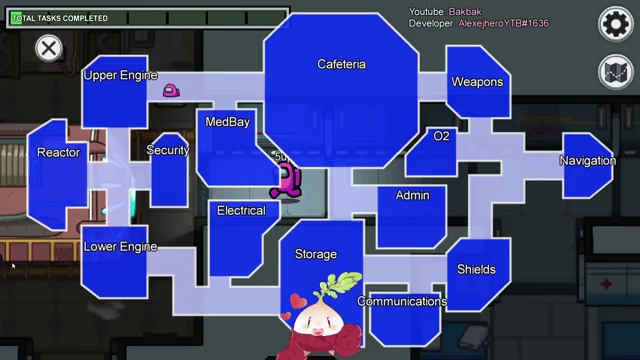 TOTAL TASKS COMPLETED
Youtube: Bakbak
Developer: AlexejheroYTB#1636
Cafeteria
Upper Engine
Weapons
MedBay
O2
Reactor
Security
Navigation
Admin
Electrical
Lower Engine
Storage
Shields
Communications